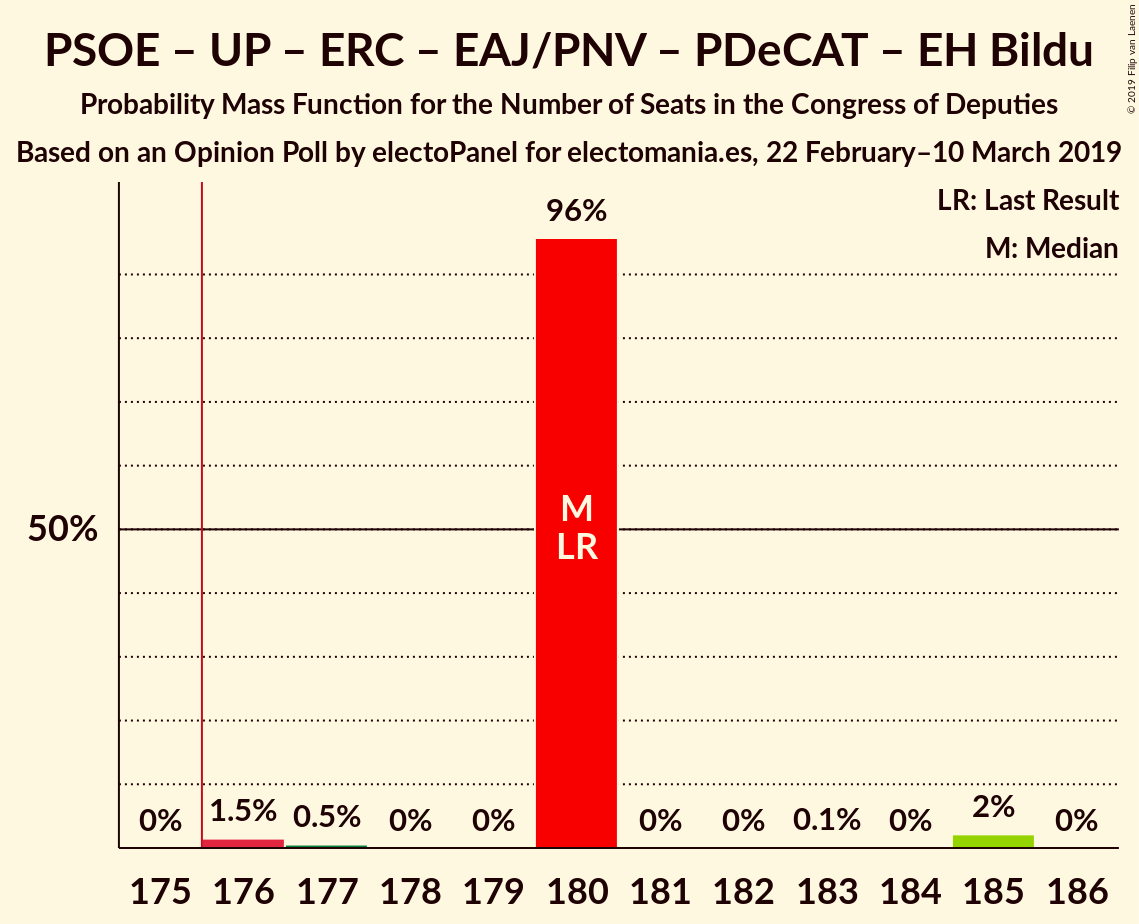 PSOE – UP – ERC – EAJ/PNV – PDeCAT – EH Bildu
Probability Mass Function for the Number of Seats in the Congress of Deputies
Based on an Opinion Poll by electoPanel for electomania.es, 22 February–10 March 2019
© 2019 Filip van Laenen
LR: Last Result
M: Median
96%
50%
M
LR
0% 1.5% 0.5% 0% 0% 0% 0% 0.1% 0% 2% 0%
175 176 177 178 179 180 181 182 183 184 185 186